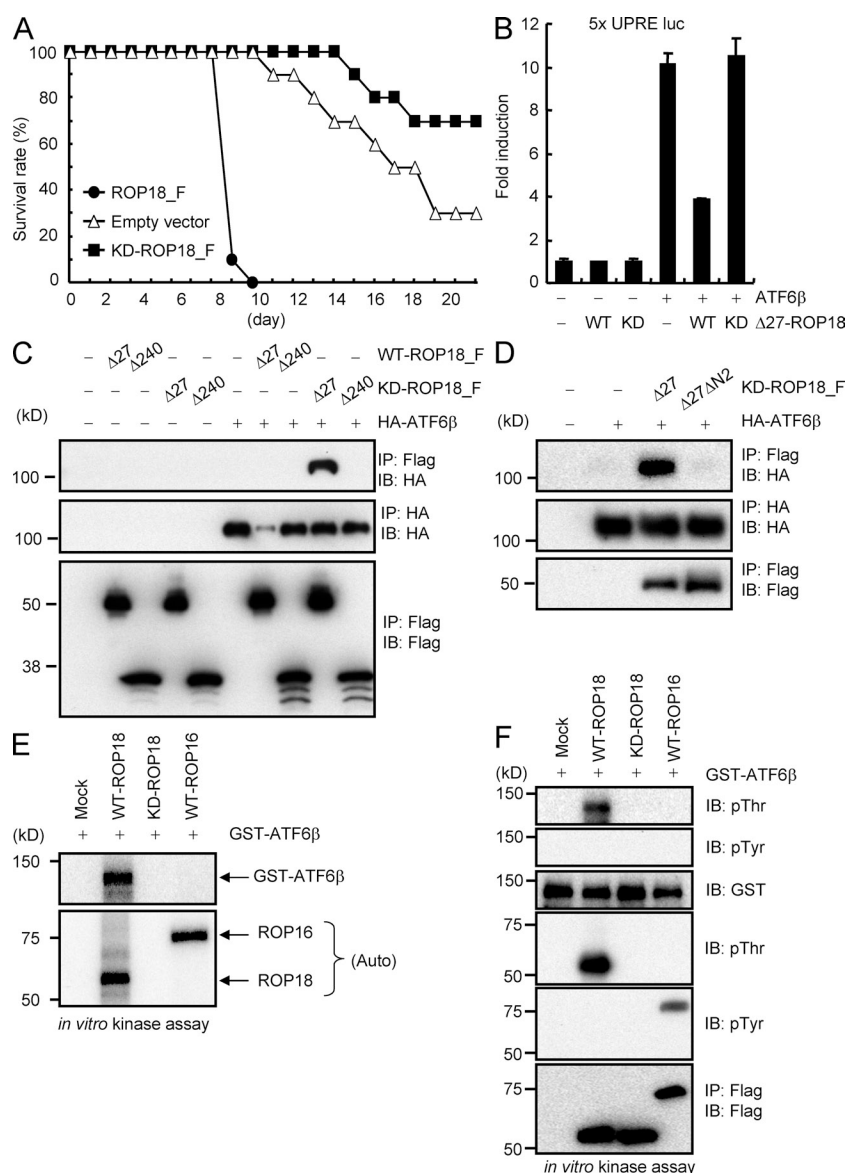 A
Survival rate (%)
100
80
60
40
20
0
ROP18_F
Empty vector
KD-ROP18_F
0 2 4 6 8 10 12 14 16 18 20
(day)
B
5x UPRE luc
Fold induction
12
10
8
6
4
2
0
– – – + + + ATF6β
– WT KD – WT KD Δ27-ROP18
C
– Δ27 Δ240 – – – Δ27 Δ240 – – WT-ROP18_F
– – – Δ27 Δ240 – – – Δ27 Δ240 KD-ROP18_F
– – – – – + + + + + HA-ATF6β
(kD)
100
IP: Flag
IB: HA
100
IP: HA
IB: HA
50
38
IP: Flag
IB: Flag
D
– – Δ27 Δ27ΔN2 KD-ROP18_F
– + + + HA-ATF6β
(kD)
100
IP: Flag
IB: HA
100
IP: HA
IB: HA
50
IP: Flag
IB: Flag
E
Mock
WT-ROP18
KD-ROP18
WT-ROP16
(kD)
+ + + + GST-ATF6β
150
GST-ATF6β
75
50
ROP16
ROP18
(Auto)
in vitro kinase assay
F
Mock
WT-ROP18
KD-ROP18
WT-ROP16
(kD)
+ + + + GST-ATF6β
150
IB: pThr
150
IB: pTyr
150
IB: GST
75
50
IB: pThr
75
50
IB: pTyr
75
50
IP: Flag
IB: Flag
in vitro kinase assay